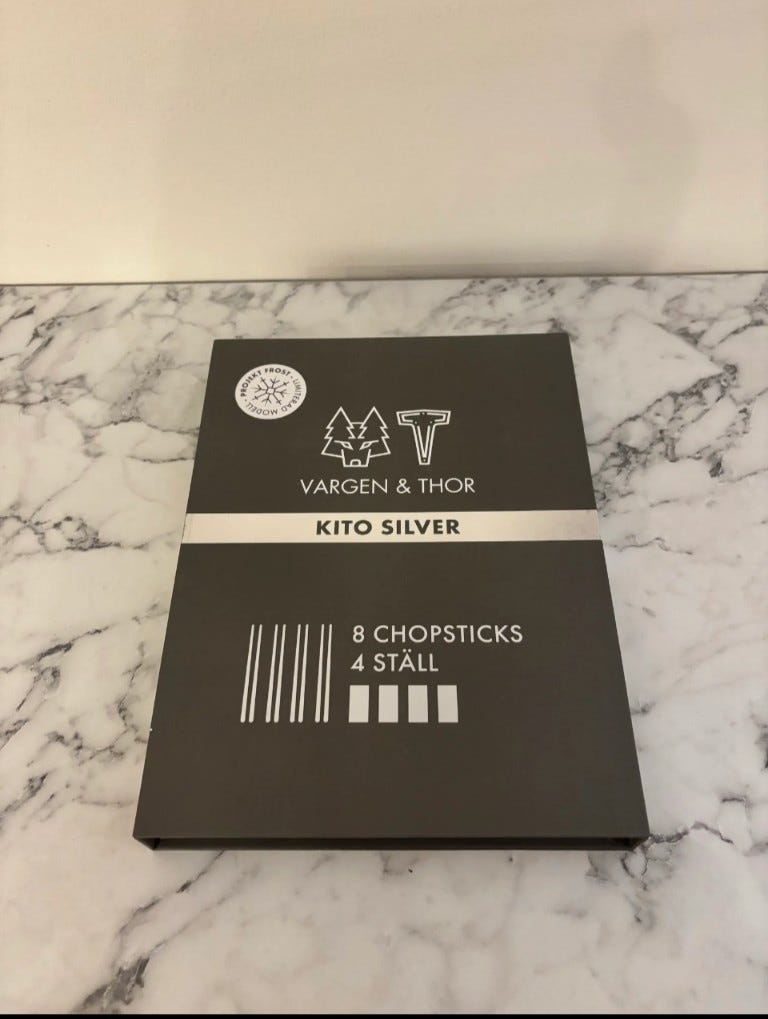 PROJEKT FROST · LIMITERAD MODELL ·
VARGEN & THOR
KITO SILVER
8 CHOPSTICKS
4 STÄLL